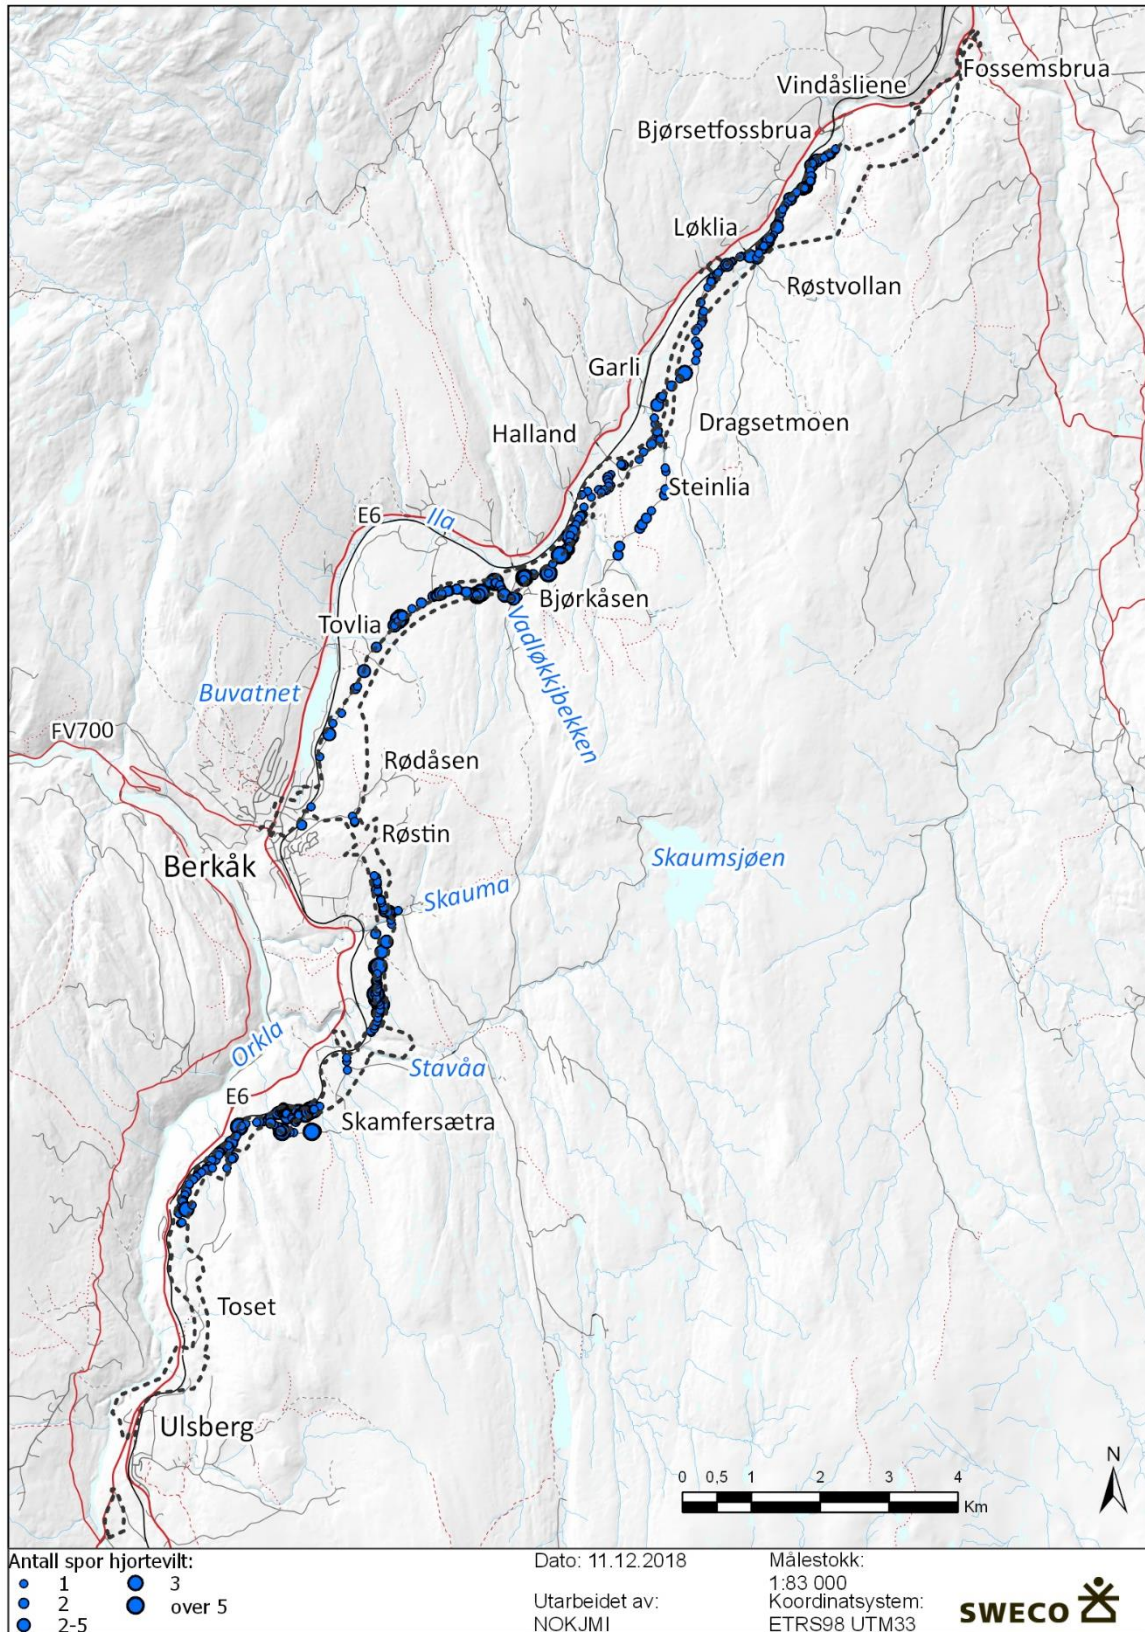 Fossemsbrua
Vindåsliene
Bjørsetfossbrua
Løklia
Røstvollan
Garli
Dragsetmoen
Halland
Steinlia
E6
Ila
Bjørkåsen
Tovlia
Vadløkkjbekken
Buvatnet
FV700
Rødåsen
Røstin
Berkåk
Skaumsjøen
Skauma
Orkla
Stavåa
E6
Skamfersætra
Toset
Ulsberg
N
0 0,5 1 2 3 4
Km
Antall spor hjortevilt:
1
2
2-5
3
over 5
Dato: 11.12.2018
Utarbeidet av:
NOKJMI
Målestokk:
1:83 000
Koordinatsystem:
ETRS98 UTM33
SWECO